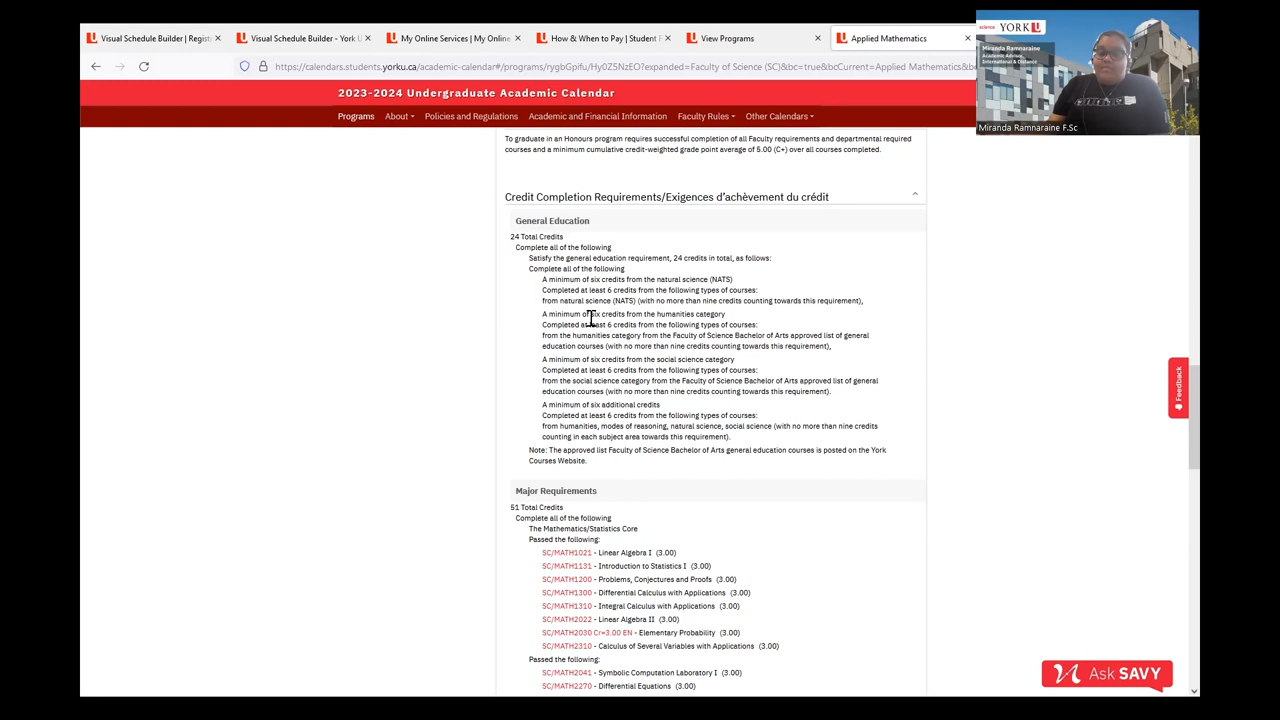 Visual Schedule Builder | Regist
Visual Schedule Builder - York U
My Online Services | My Online
How & When to Pay | Student F
View Programs
Applied Mathematics
calendars.students.yorku.ca/academic-calendar#/programs/rygbGpifu/Hy0Z5NzEO?expanded=Faculty of Science (SC)&bc=true&bcCurrent=Applied Mathematics&bc
science YORK U
Miranda Ramnaraine
Academic Advisor,
International & Distance
Miranda Ramnaraine F.Sc
2023-2024 Undergraduate Academic Calendar
Programs About Policies and Regulations Academic and Financial Information Faculty Rules Other Calendars
To graduate in an Honours program requires successful completion of all Faculty requirements and departmental required
courses and a minimum cumulative credit-weighted grade point average of 5.00 (C+) over all courses completed.
Credit Completion Requirements/Exigences d’achèvement du crédit
General Education
24 Total Credits
Complete all of the following
Satisfy the general education requirement, 24 credits in total, as follows:
Complete all of the following
A minimum of six credits from the natural science (NATS)
Completed at least 6 credits from the following types of courses:
from natural science (NATS) (with no more than nine credits counting towards this requirement),
A minimum of six credits from the humanities category
Completed at least 6 credits from the following types of courses:
from the humanities category from the Faculty of Science Bachelor of Arts approved list of general
education courses (with no more than nine credits counting towards this requirement),
A minimum of six credits from the social science category
Completed at least 6 credits from the following types of courses:
from the social science category from the Faculty of Science Bachelor of Arts approved list of general
education courses (with no more than nine credits counting towards this requirement).
A minimum of six additional credits
Completed at least 6 credits from the following types of courses:
from humanities, modes of reasoning, natural science, social science (with no more than nine credits
counting in each subject area towards this requirement).
Note: The approved list Faculty of Science Bachelor of Arts general education courses is posted on the York
Courses Website.
Major Requirements
51 Total Credits
Complete all of the following
The Mathematics/Statistics Core
Passed the following:
SC/MATH1021 - Linear Algebra I (3.00)
SC/MATH1131 - Introduction to Statistics I (3.00)
SC/MATH1200 - Problems, Conjectures and Proofs (3.00)
SC/MATH1300 - Differential Calculus with Applications (3.00)
SC/MATH1310 - Integral Calculus with Applications (3.00)
SC/MATH2022 - Linear Algebra II (3.00)
SC/MATH2030 Cr=3.00 EN - Elementary Probability (3.00)
SC/MATH2310 - Calculus of Several Variables with Applications (3.00)
Passed the following:
SC/MATH2041 - Symbolic Computation Laboratory I (3.00)
SC/MATH2270 - Differential Equations (3.00)
Feedback
Ask SAVY